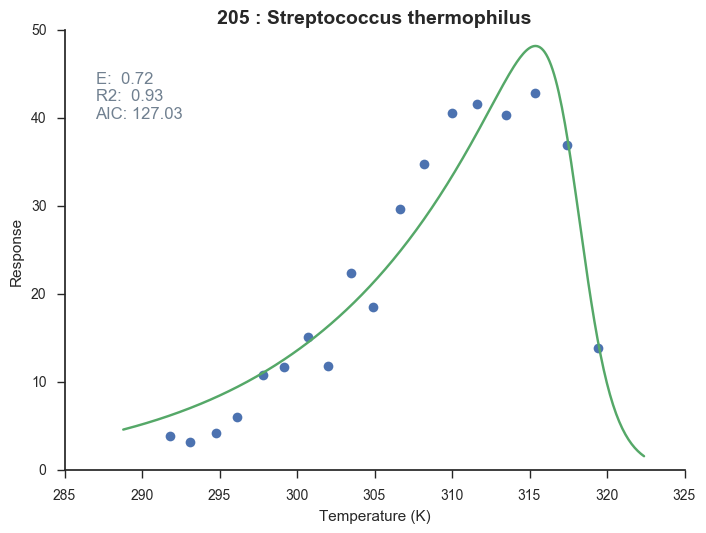 205 : Streptococcus thermophilus
E:  0.72
R2:  0.93
AIC: 127.03
Response
50
40
30
20
10
0
285 290 295 300 305 310 315 320 325
Temperature (K)